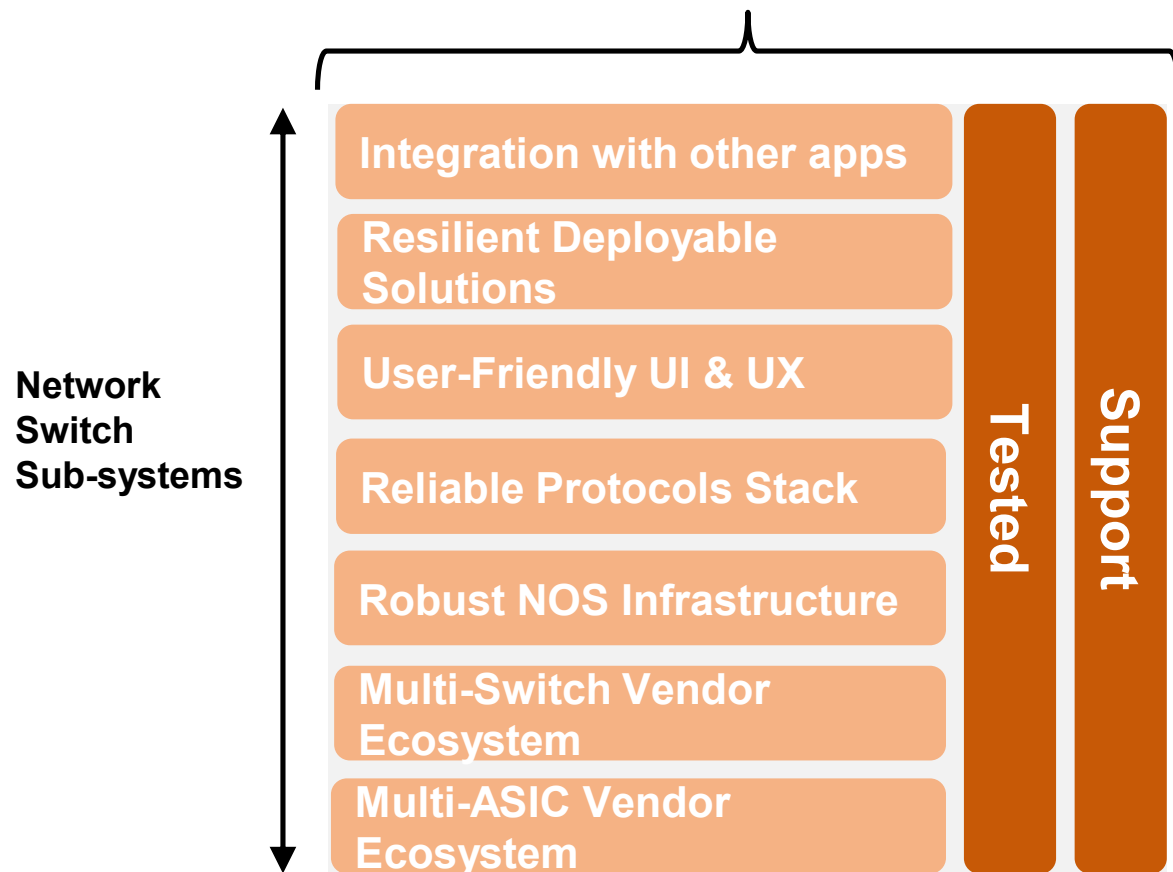 Integration with other apps
Resilient Deployable
Solutions
User-Friendly UI & UX
Network
Switch
Sub-systems
Reliable Protocols Stack
Robust NOS Infrastructure
Multi-Switch Vendor
Ecosystem
Multi-ASIC Vendor
Ecosystem
Tested
Support